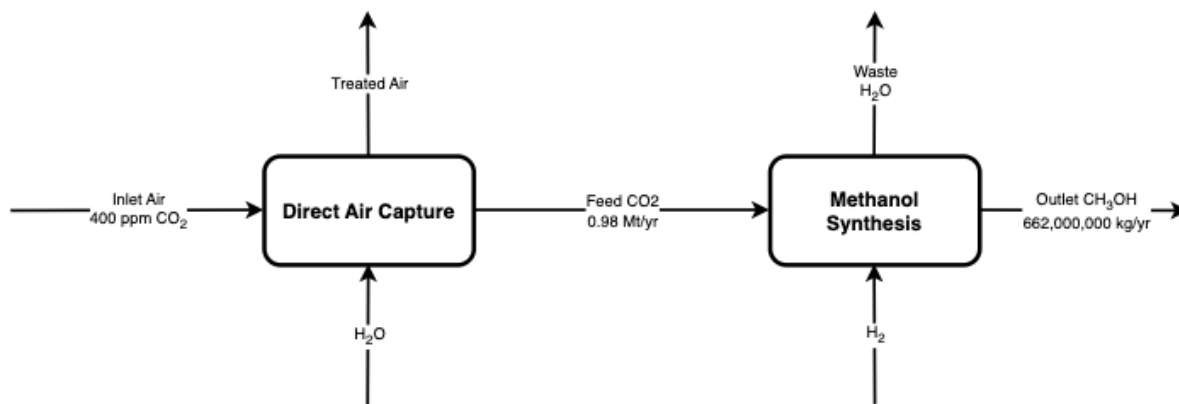 Treated Air
Waste
H₂O
Inlet Air
400 ppm CO₂
Direct Air Capture
Feed CO2
0.98 Mt/yr
Methanol
Synthesis
Outlet CH₃OH
662,000,000 kg/yr
H₂O
H₂